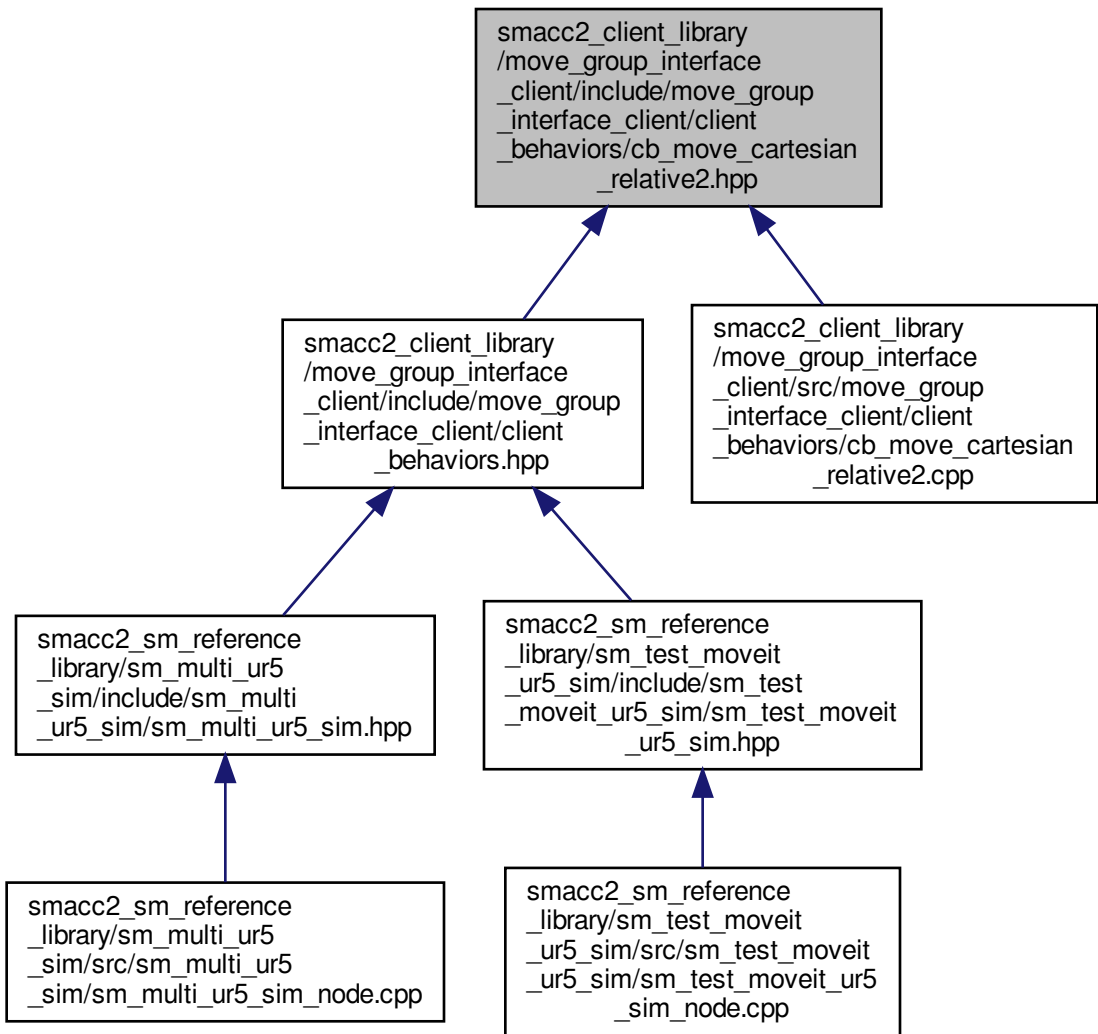 smacc2_client_library
/move_group_interface
_client/include/move_group
_interface_client/client
_behaviors/cb_move_cartesian
_relative2.hpp
smacc2_client_library
/move_group_interface
_client/include/move_group
_interface_client/client
_behaviors.hpp
smacc2_client_library
/move_group_interface
_client/src/move_group
_interface_client/client
_behaviors/cb_move_cartesian
_relative2.cpp
smacc2_sm_reference
_library/sm_multi_ur5
_sim/include/sm_multi
_ur5_sim/sm_multi_ur5_sim.hpp
smacc2_sm_reference
_library/sm_test_moveit
_ur5_sim/include/sm_test
_moveit_ur5_sim/sm_test_moveit
_ur5_sim.hpp
smacc2_sm_reference
_library/sm_multi_ur5
_sim/src/sm_multi_ur5
_sim/sm_multi_ur5_sim_node.cpp
smacc2_sm_reference
_library/sm_test_moveit
_ur5_sim/src/sm_test_moveit
_ur5_sim/sm_test_moveit_ur5
_sim_node.cpp